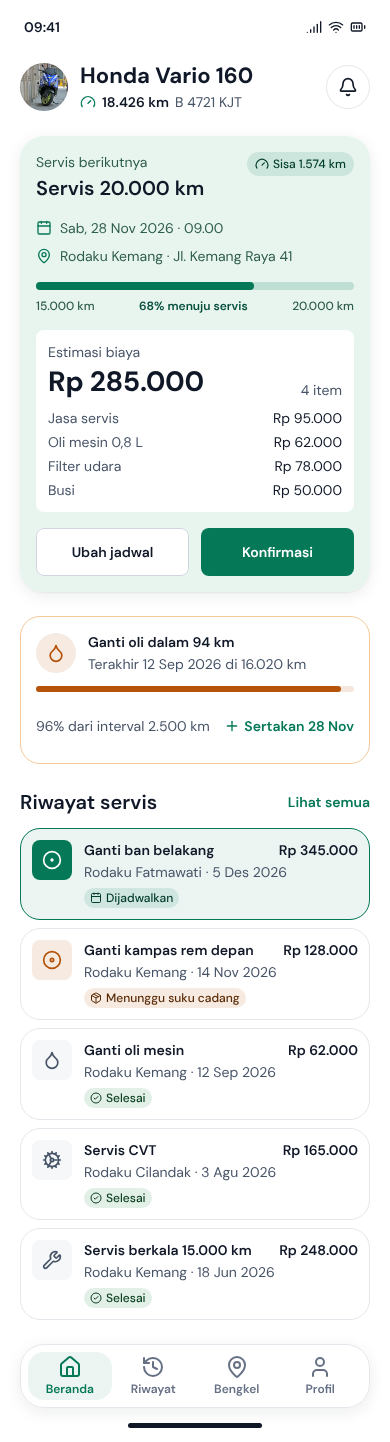 09:41
Honda Vario 160
18.426 km B 4721 KJT
Servis berikutnya
Sisa 1.574 km
Servis 20.000 km
Sab, 28 Nov 2026 · 09.00
Rodaku Kemang · Jl. Kemang Raya 41
15.000 km 68% menuju servis 20.000 km
Estimasi biaya
Rp 285.000 4 item
Jasa servis Rp 95.000
Oli mesin 0,8 L Rp 62.000
Filter udara Rp 78.000
Busi Rp 50.000
Ubah jadwal Konfirmasi
Ganti oli dalam 94 km
Terakhir 12 Sep 2026 di 16.020 km
96% dari interval 2.500 km + Sertakan 28 Nov
Riwayat servis Lihat semua
Ganti ban belakang Rp 345.000
Rodaku Fatmawati · 5 Des 2026
Dijadwalkan
Ganti kampas rem depan Rp 128.000
Rodaku Kemang · 14 Nov 2026
Menunggu suku cadang
Ganti oli mesin Rp 62.000
Rodaku Kemang · 12 Sep 2026
Selesai
Servis CVT Rp 165.000
Rodaku Cilandak · 3 Agu 2026
Selesai
Servis berkala 15.000 km Rp 248.000
Rodaku Kemang · 18 Jun 2026
Selesai
Beranda Riwayat Bengkel Profil